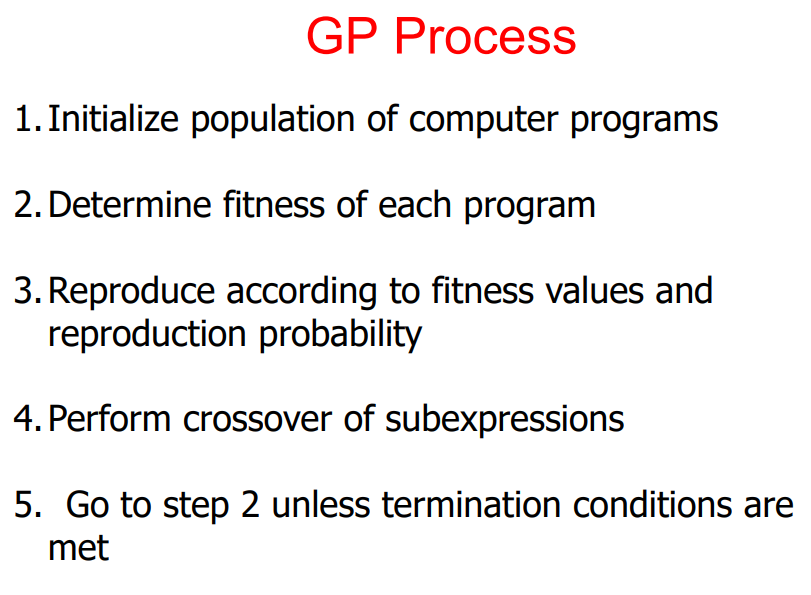 GP Process
1. Initialize population of computer programs
2. Determine fitness of each program
3. Reproduce according to fitness values and
reproduction probability
4. Perform crossover of subexpressions
5. Go to step 2 unless termination conditions are
met